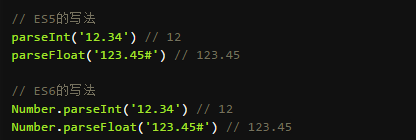 // ES5的写法
parseInt('12.34') // 12
parseFloat('123.45#') // 123.45
// ES6的写法
Number.parseInt('12.34') // 12
Number.parseFloat('123.45#') // 123.45